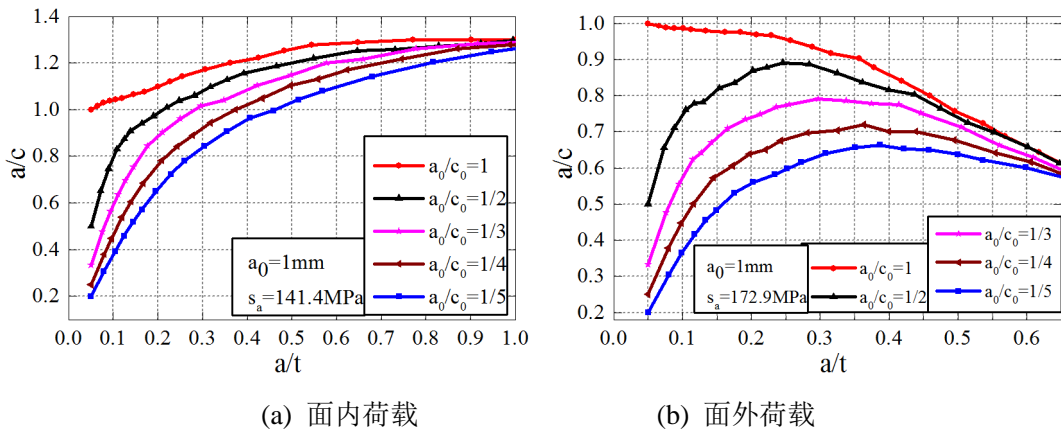 1.4
1.2
1.0
0.8
0.6
0.4
0.2
a/c
0.0 0.1 0.2 0.3 0.4 0.5 0.6 0.7 0.8 0.9 1.0
a/t
a₀=1mm
sₐ=141.4MPa
a₀/c₀=1
a₀/c₀=1/2
a₀/c₀=1/3
a₀/c₀=1/4
a₀/c₀=1/5
(a) 面内荷载
1.0
0.9
0.8
0.7
0.6
0.5
0.4
0.3
0.2
a/c
0.0 0.1 0.2 0.3 0.4 0.5 0.6
a/t
a₀=1mm
sₐ=172.9MPa
a₀/c₀=1
a₀/c₀=1/2
a₀/c₀=1/3
a₀/c₀=1/4
a₀/c₀=1/5
(b) 面外荷载